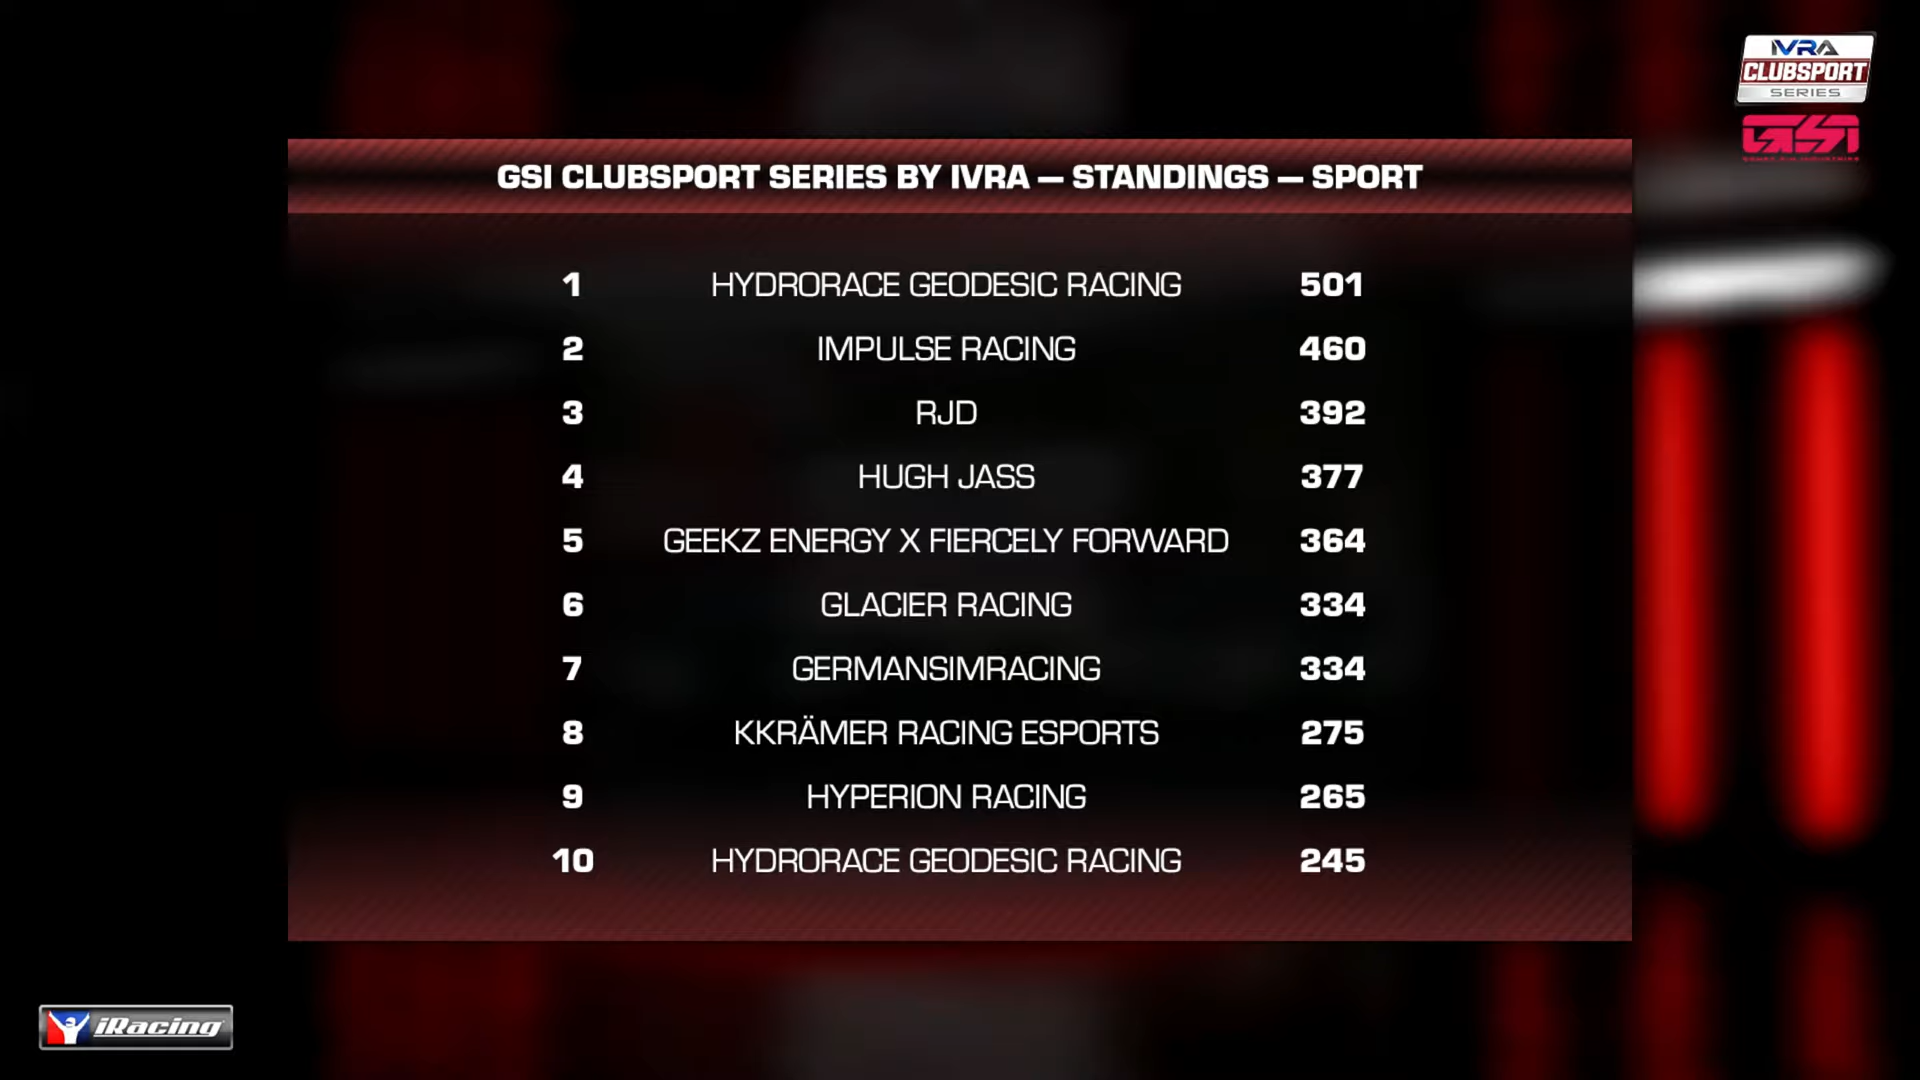 IVRA
CLUBSPORT
SERIES
GSI
GSI CLUBSPORT SERIES BY IVRA — STANDINGS — SPORT
1 HYDRORACE GEODESIC RACING 501
2 IMPULSE RACING 460
3 RJD 392
4 HUGH JASS 377
5 GEEKZ ENERGY X FIERCELY FORWARD 364
6 GLACIER RACING 334
7 GERMANSIMRACING 334
8 KKRÄMER RACING ESPORTS 275
9 HYPERION RACING 265
10 HYDRORACE GEODESIC RACING 245
iRacing